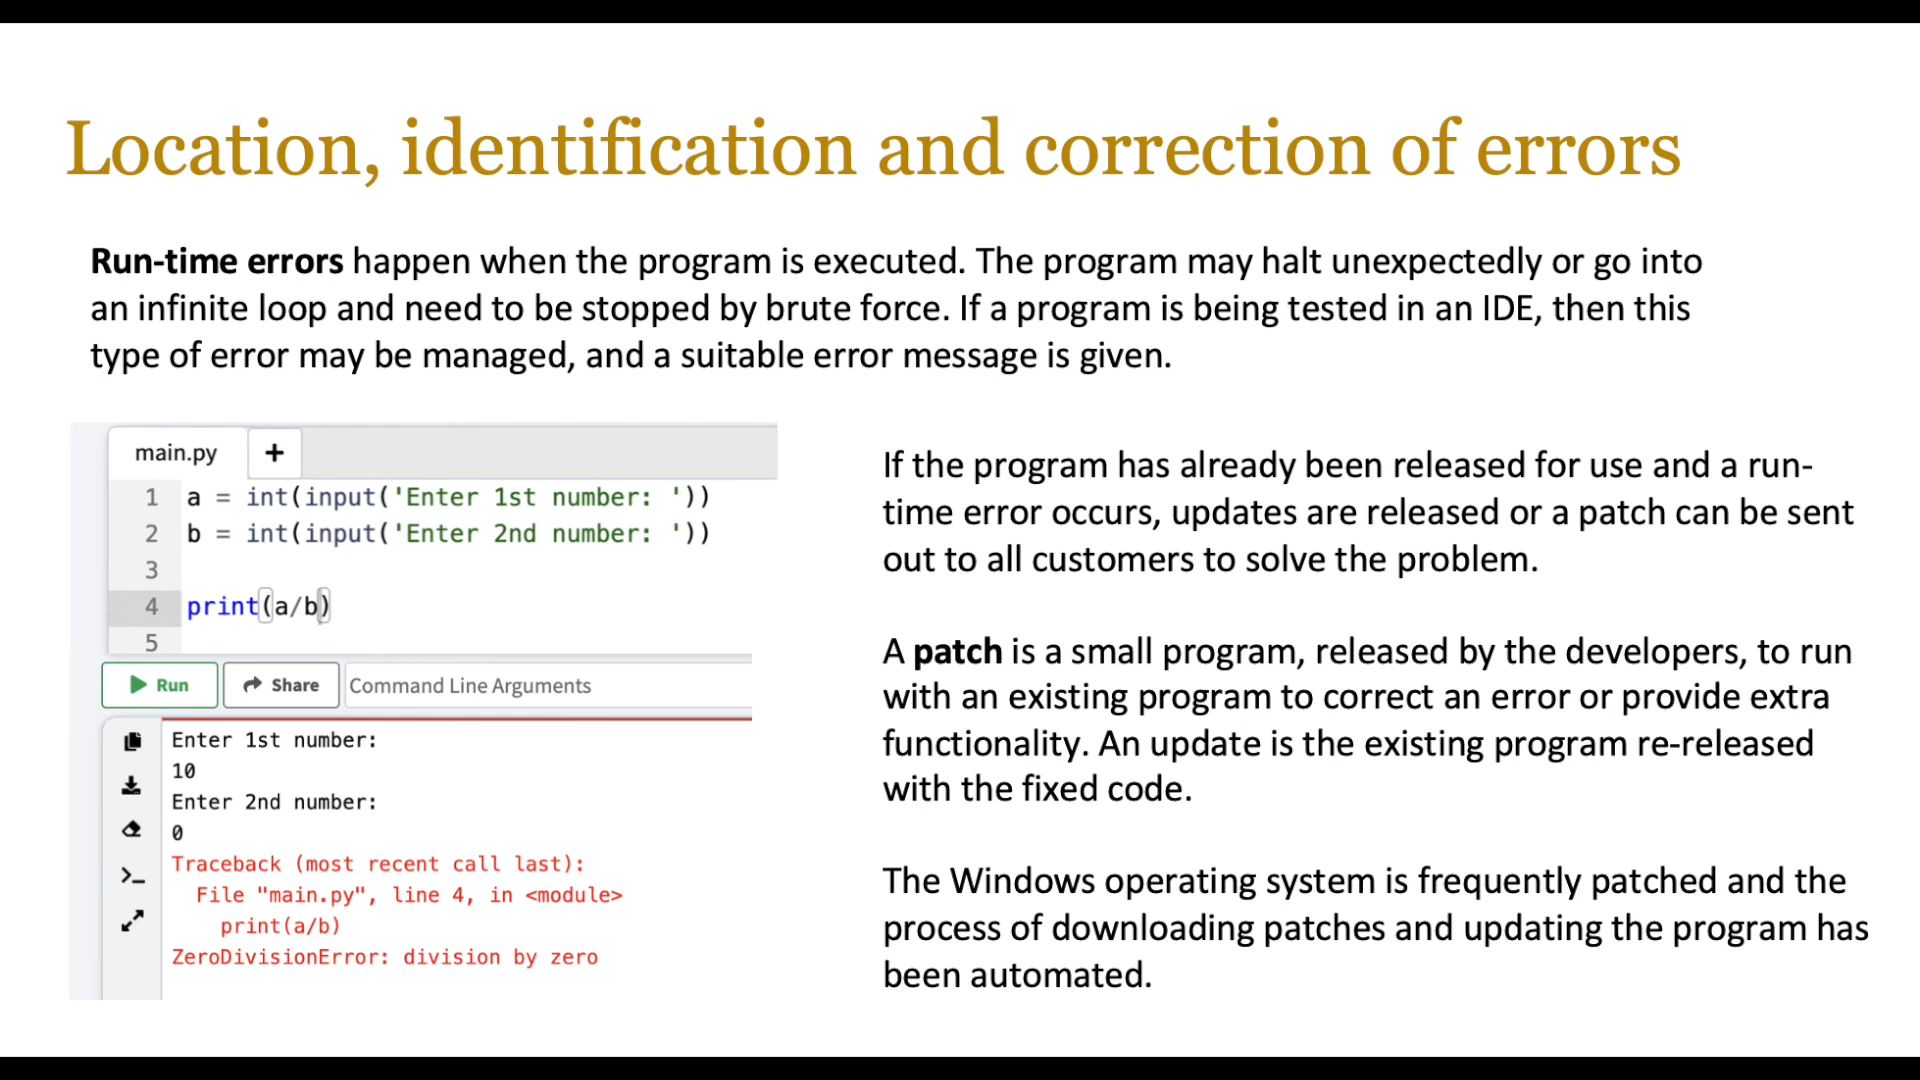 Location, identification and correction of errors
Run-time errors happen when the program is executed. The program may halt unexpectedly or go into
an infinite loop and need to be stopped by brute force. If a program is being tested in an IDE, then this
type of error may be managed, and a suitable error message is given.
main.py +
1 a = int(input('Enter 1st number: '))
2 b = int(input('Enter 2nd number: '))
3
4 print(a/b)
5
Run Share Command Line Arguments
Enter 1st number:
10
Enter 2nd number:
0
Traceback (most recent call last):
File "main.py", line 4, in <module>
print(a/b)
ZeroDivisionError: division by zero
If the program has already been released for use and a run-
time error occurs, updates are released or a patch can be sent
out to all customers to solve the problem.
A patch is a small program, released by the developers, to run
with an existing program to correct an error or provide extra
functionality. An update is the existing program re-released
with the fixed code.
The Windows operating system is frequently patched and the
process of downloading patches and updating the program has
been automated.